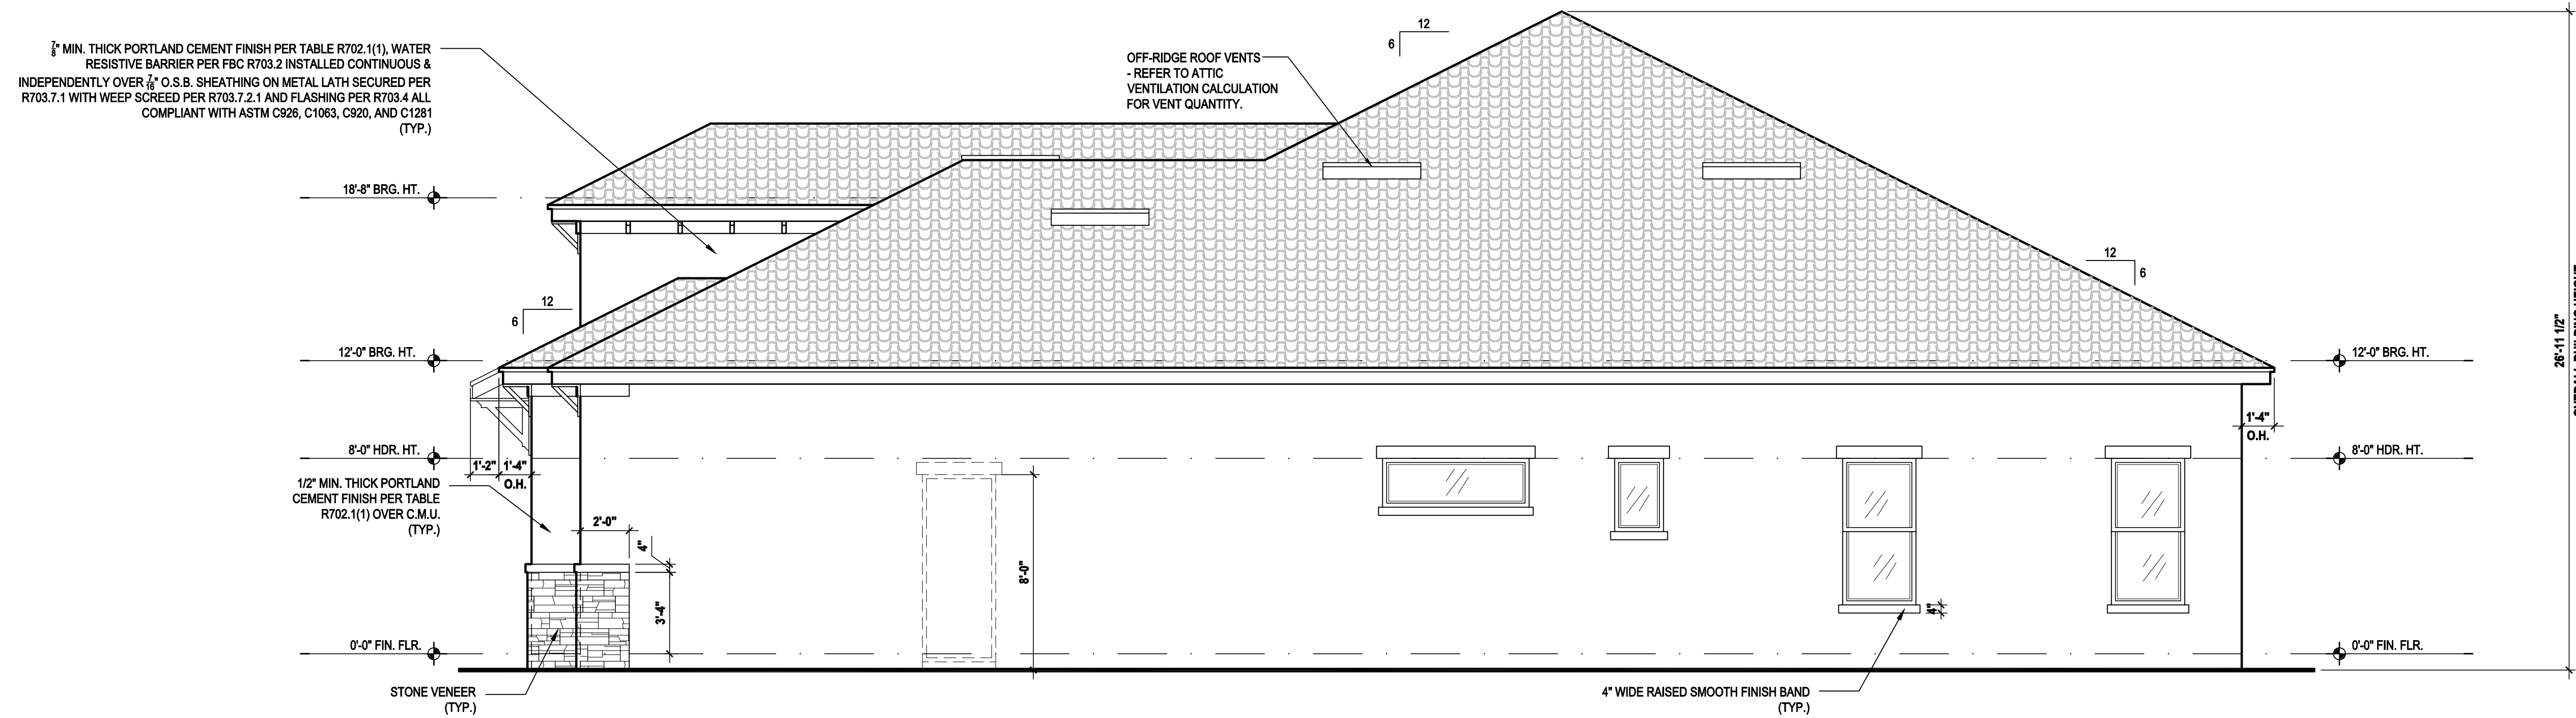 7/8" MIN. THICK PORTLAND CEMENT FINISH PER TABLE R702.1(1), WATER
RESISTIVE BARRIER PER FBC R703.2 INSTALLED CONTINUOUS &
INDEPENDENTLY OVER 7/16" O.S.B. SHEATHING ON METAL LATH SECURED PER
R703.7.1 WITH WEEP SCREED PER R703.7.2.1 AND FLASHING PER R703.4 ALL
COMPLIANT WITH ASTM C926, C1063, C920, AND C1281
(TYP.)
OFF-RIDGE ROOF VENTS
- REFER TO ATTIC
VENTILATION CALCULATION
FOR VENT QUANTITY.
12
6
18'-8" BRG. HT.
12
6
12
6
12'-0" BRG. HT.
12'-0" BRG. HT.
26'-11 1/2"
1'-4"
O.H.
8'-0" HDR. HT.
8'-0" HDR. HT.
1'-2"
1'-4"
O.H.
1/2" MIN. THICK PORTLAND
CEMENT FINISH PER TABLE
R702.1(1) OVER C.M.U.
(TYP.)
2'-0"
4"
3'-4"
8'-0"
4"
0'-0" FIN. FLR.
0'-0" FIN. FLR.
STONE VENEER
(TYP.)
4" WIDE RAISED SMOOTH FINISH BAND
(TYP.)